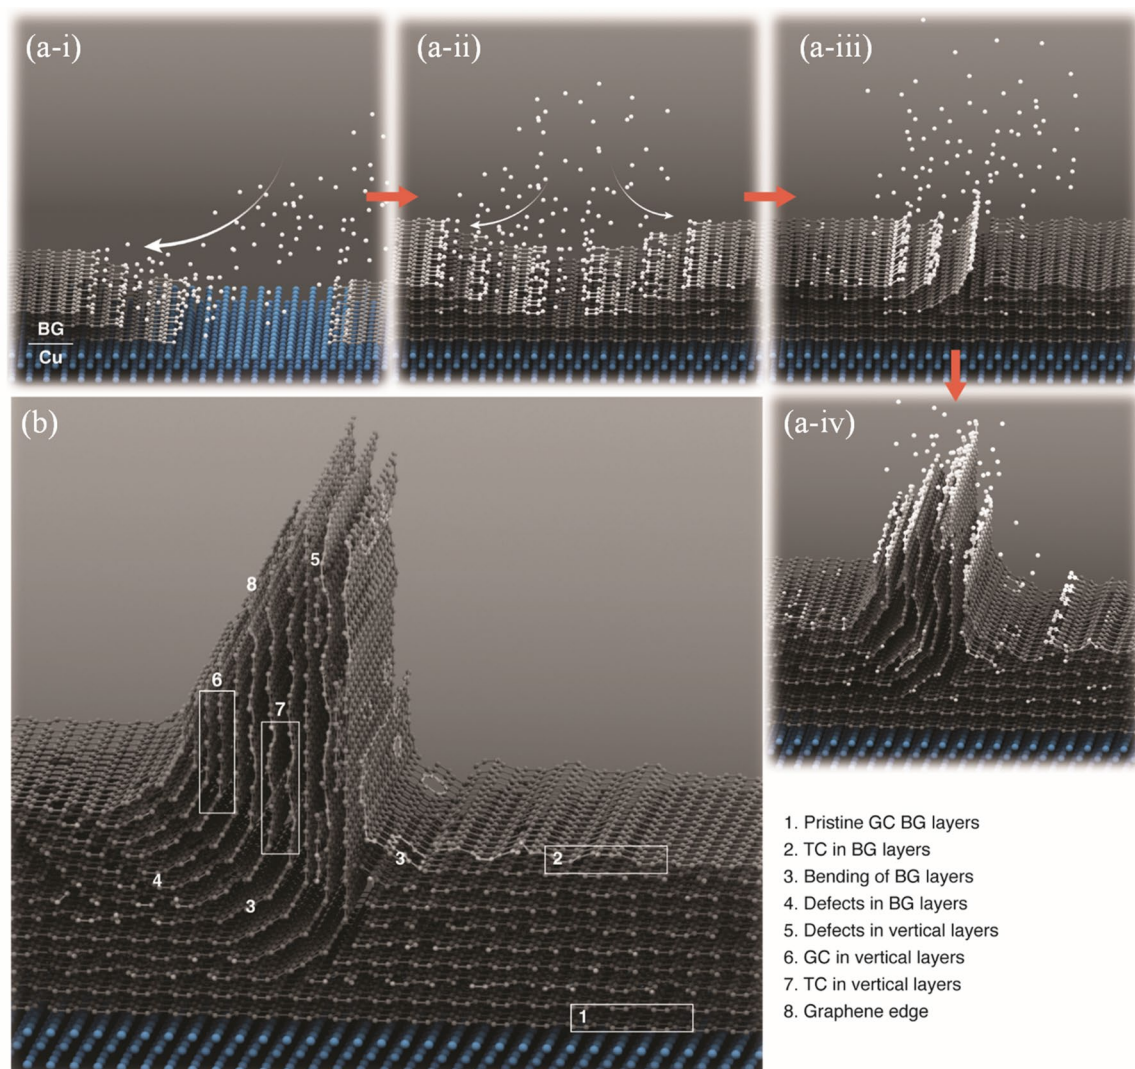 (a-i)
(a-ii)
(a-iii)
BG
Cu
(b)
(a-iv)
5
8
6
7
3
2
4
3
1
1. Pristine GC BG layers
2. TC in BG layers
3. Bending of BG layers
4. Defects in BG layers
5. Defects in vertical layers
6. GC in vertical layers
7. TC in vertical layers
8. Graphene edge